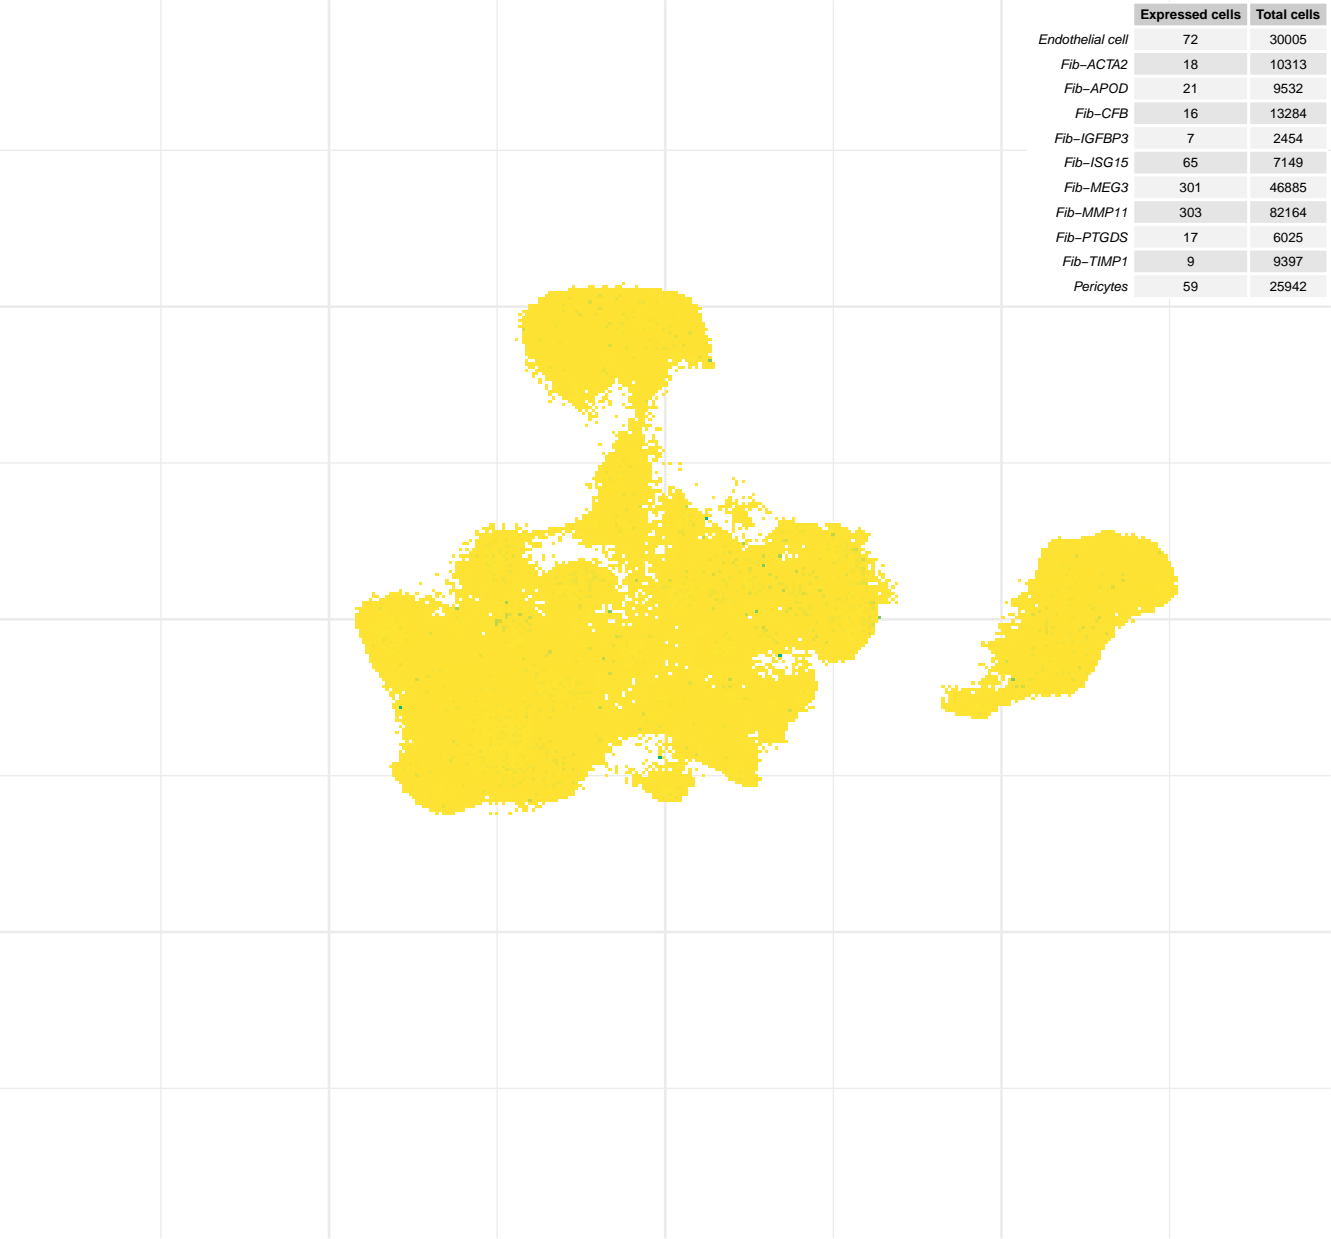 Expressed cells Total cells
Endothelial cell 72 30005
Fib−ACTA2 18 10313
Fib−APOD 21 9532
Fib−CFB 16 13284
Fib−IGFBP3 7 2454
Fib−ISG15 65 7149
Fib−MEG3 301 46885
Fib−MMP11 303 82164
Fib−PTGDS 17 6025
Fib−TIMP1 9 9397
Pericytes 59 25942